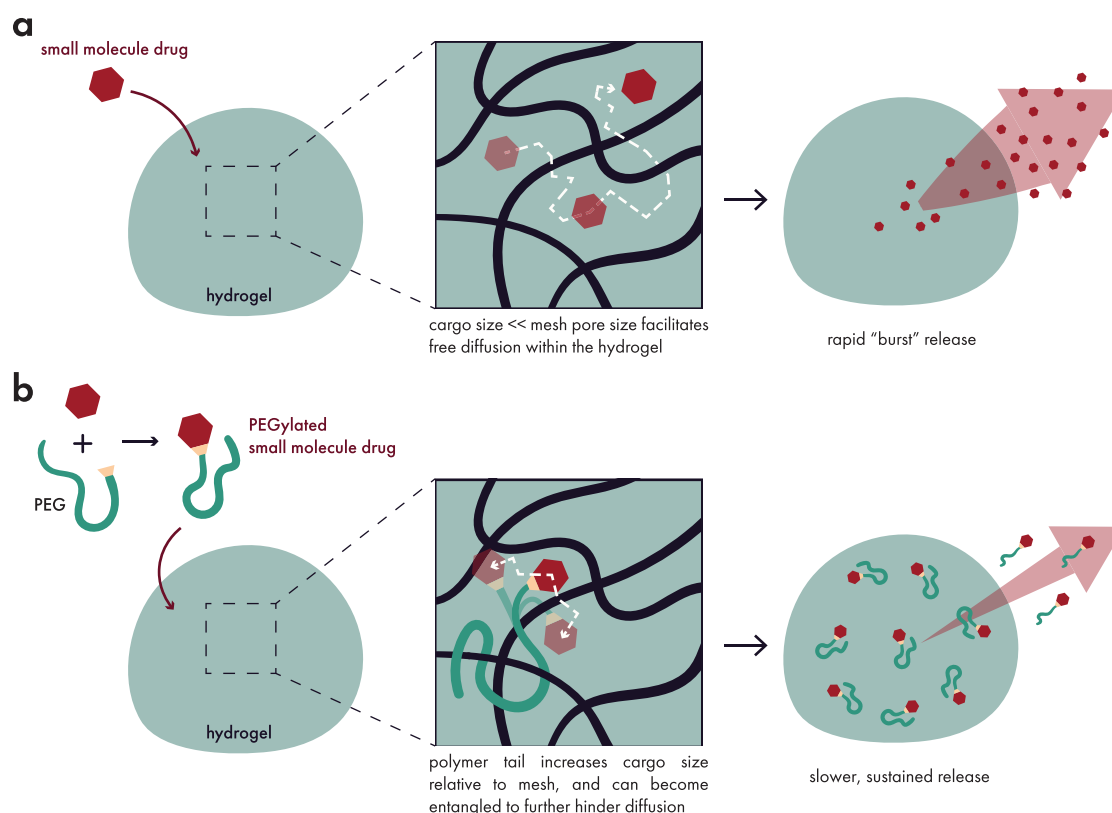 a
small molecule drug
hydrogel
cargo size << mesh pore size facilitates
free diffusion within the hydrogel
rapid “burst” release
b
+
PEG
PEGylated
small molecule drug
hydrogel
polymer tail increases cargo size
relative to mesh, and can become
entangled to further hinder diffusion
slower, sustained release